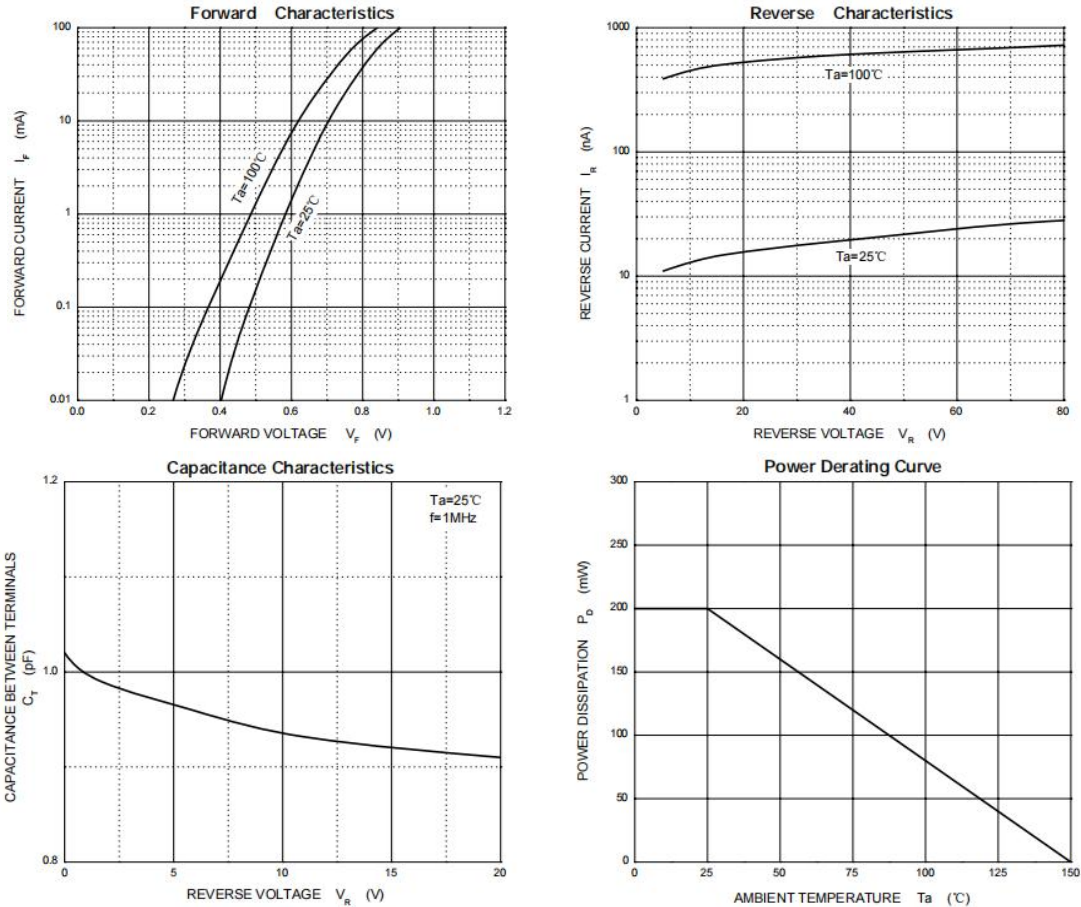 Forward Characteristics
100
10
1
0.1
0.01
FORWARD CURRRENT I_F (mA)
Ta=100℃
Ta=25℃
0.0 0.2 0.4 0.6 0.8 1.0 1.2
FORWARD VOLTAGE V_F (V)
Reverse Characteristics
1000
100
10
1
REVERSE CURRENT I_R (nA)
Ta=100℃
Ta=25℃
0 20 40 60 80
REVERSE VOLTAGE V_R (V)
Capacitance Characteristics
1.2
1.0
0.8
CAPACITANCE BETWEEN TERMINALS
C_T (pF)
Ta=25℃
f=1MHz
0 5 10 15 20
REVERSE VOLTAGE V_R (V)
Power Derating Curve
300
250
200
150
100
50
0
POWER DISSIPATION P_D (mW)
0 25 50 75 100 125 150
AMBIENT TEMPERATURE Ta (℃)